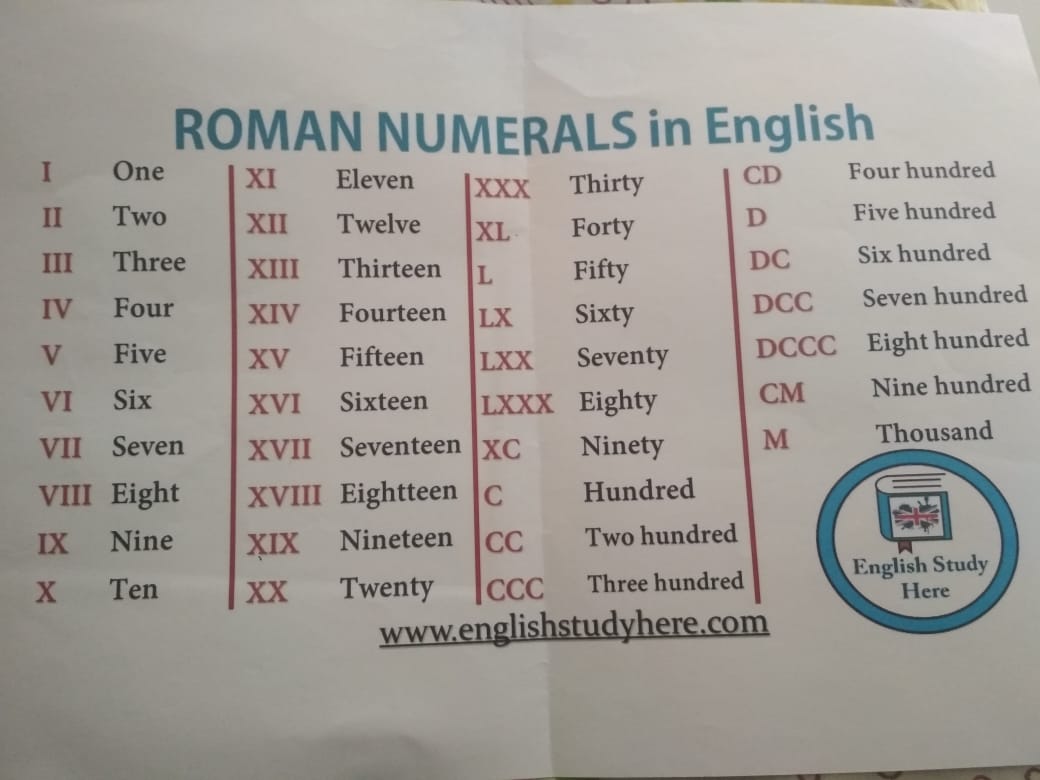 ROMAN NUMERALS in English
I One
II Two
III Three
IV Four
V Five
VI Six
VII Seven
VIII Eight
IX Nine
X Ten
XI Eleven
XII Twelve
XIII Thirteen
XIV Fourteen
XV Fifteen
XVI Sixteen
XVII Seventeen
XVIII Eightteen
XIX Nineteen
XX Twenty
XXX Thirty
XL Forty
L Fifty
LX Sixty
LXX Seventy
LXXX Eighty
XC Ninety
C Hundred
CC Two hundred
CCC Three hundred
CD Four hundred
D Five hundred
DC Six hundred
DCC Seven hundred
DCCC Eight hundred
CM Nine hundred
M Thousand
English Study
Here
www.englishstudyhere.com